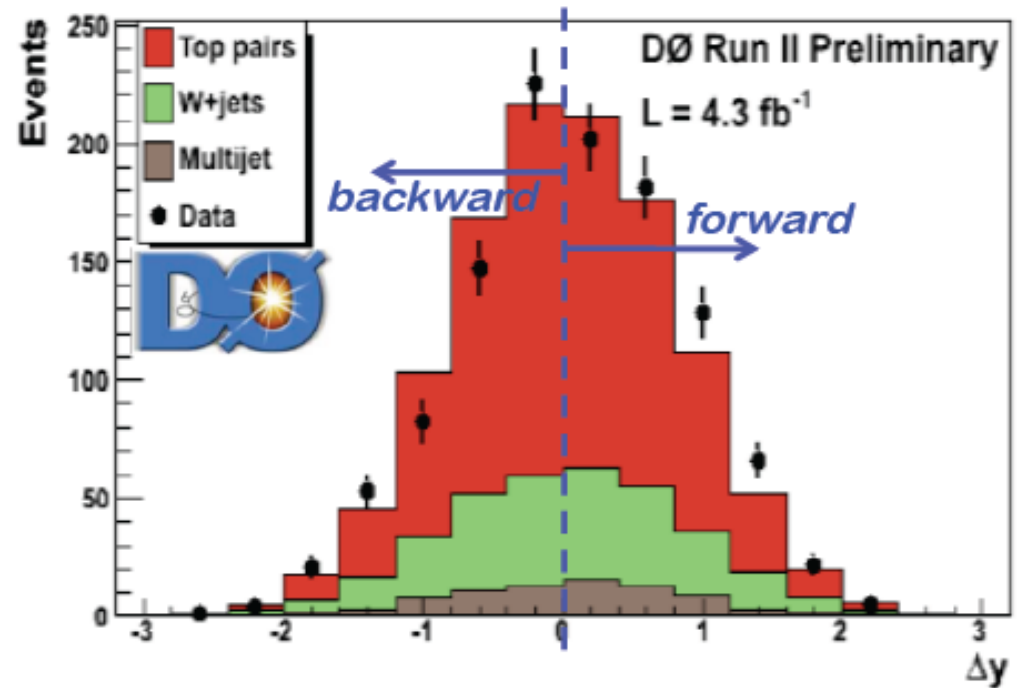 Events
250
200
150
100
50
0
Top pairs
W+jets
Multijet
Data
DØ Run II Preliminary
L = 4.3 fb⁻¹
backward
forward
DØ
-3 -2 -1 0 1 2 3
Δy